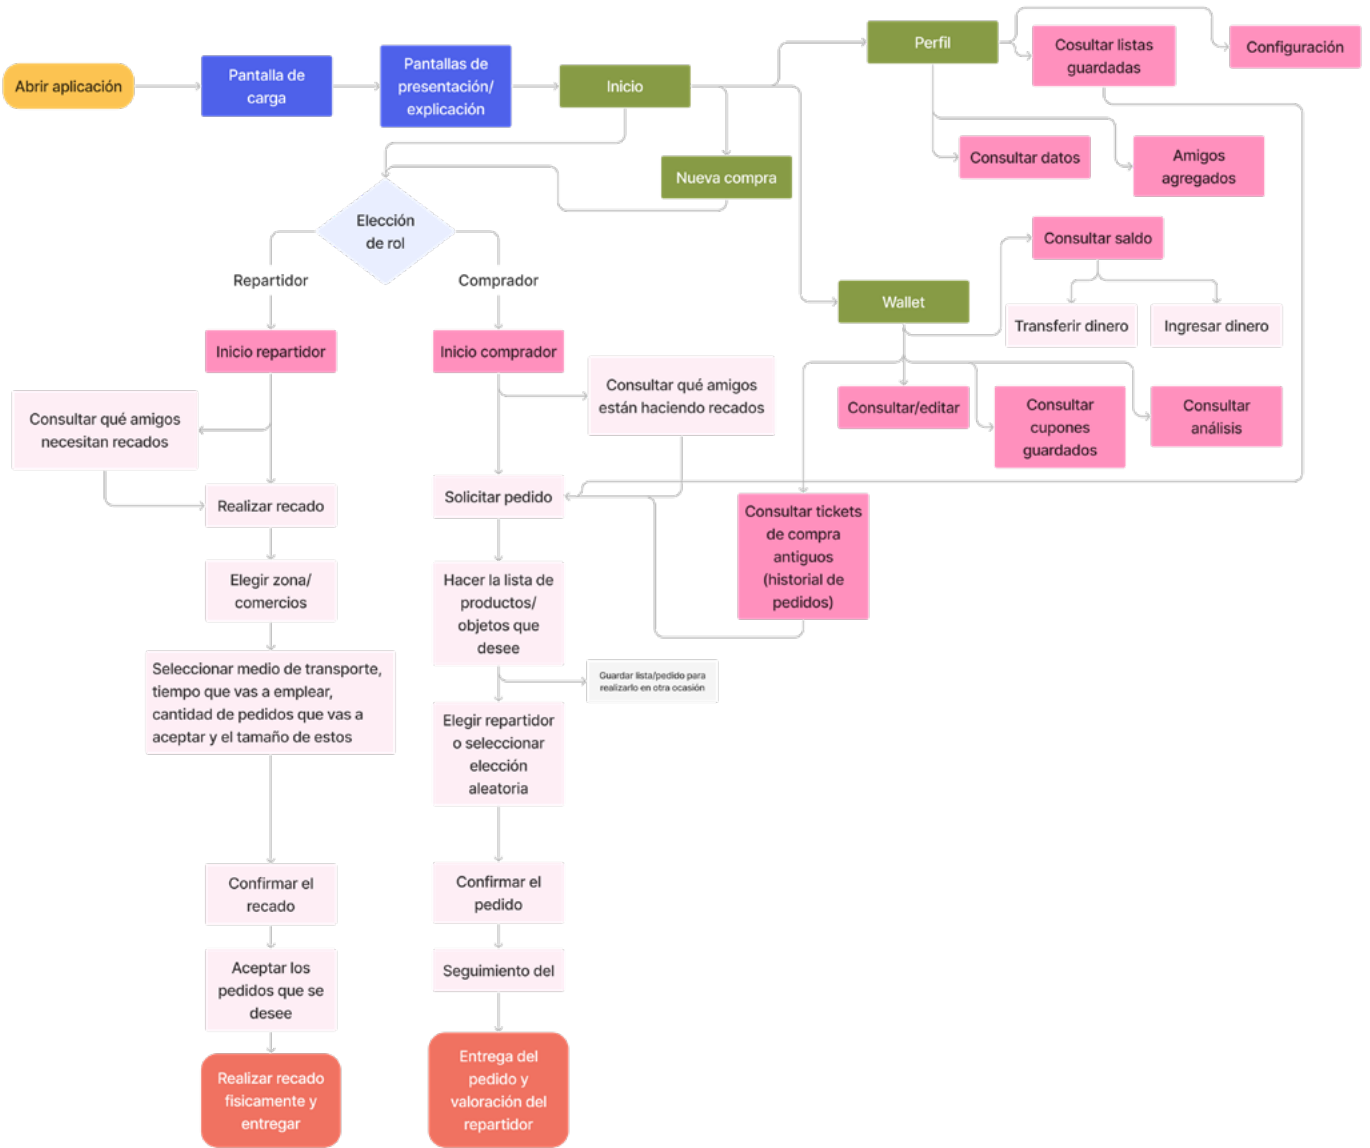 Abrir aplicación
Pantalla de
carga
Pantallas de
presentación/
explicación
Inicio
Perfil
Cosultar listas
guardadas
Configuración
Nueva compra
Consultar datos
Amigos
agregados
Elección
de rol
Repartidor
Comprador
Consultar saldo
Wallet
Transferir dinero
Ingresar dinero
Inicio repartidor
Inicio comprador
Consultar qué amigos
necesitan recados
Consultar qué amigos
están haciendo recados
Consultar/editar
Consultar
cupones
guardados
Consultar
análisis
Realizar recado
Solicitar pedido
Consultar tickets
de compra
antiguos
(historial de
pedidos)
Elegir zona/
comercios
Hacer la lista de
productos/
objetos que
desee
Seleccionar medio de transporte,
tiempo que vas a emplear,
cantidad de pedidos que vas a
aceptar y el tamaño de estos
Guardar lista/pedido para
realizarlo en otra ocasión
Elegir repartidor
o seleccionar
elección
aleatoria
Confirmar el
recado
Confirmar el
pedido
Aceptar los
pedidos que se
desee
Seguimiento del
Realizar recado
fisicamente y
entregar
Entrega del
pedido y
valoración del
repartidor